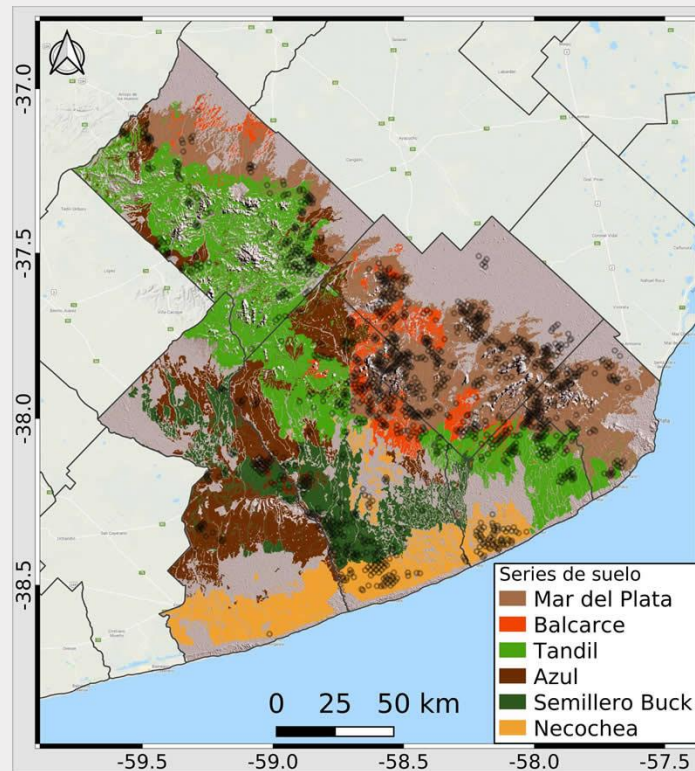 -37.0
-37.5
-38.0
-38.5
Series de suelo
Mar del Plata
Balcarce
Tandil
Azul
Semillero Buck
Necochea
0 25 50 km
-59.5 -59.0 -58.5 -58.0 -57.5